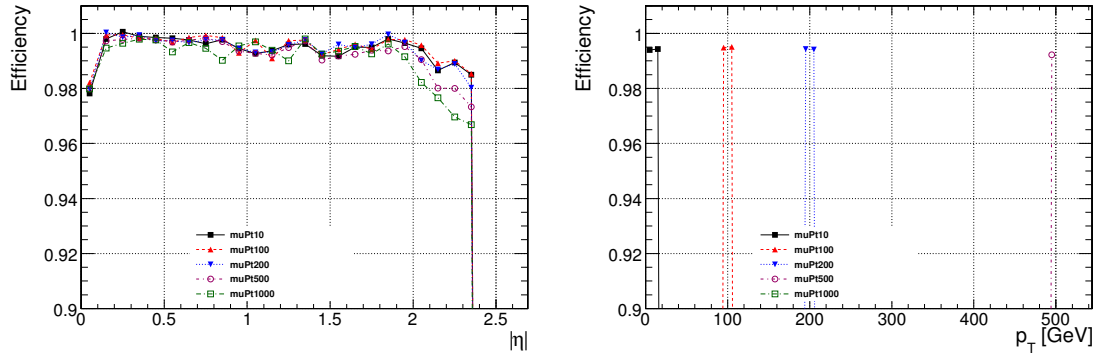 Efficiency
1
0.98
0.96
0.94
0.92
0.9
muPt10
muPt100
muPt200
muPt500
muPt1000
0 0.5 1 1.5 2 2.5
|η|
Efficiency
1
0.98
0.96
0.94
0.92
0.9
muPt10
muPt100
muPt200
muPt500
muPt1000
0 100 200 300 400 500
p_T [GeV]